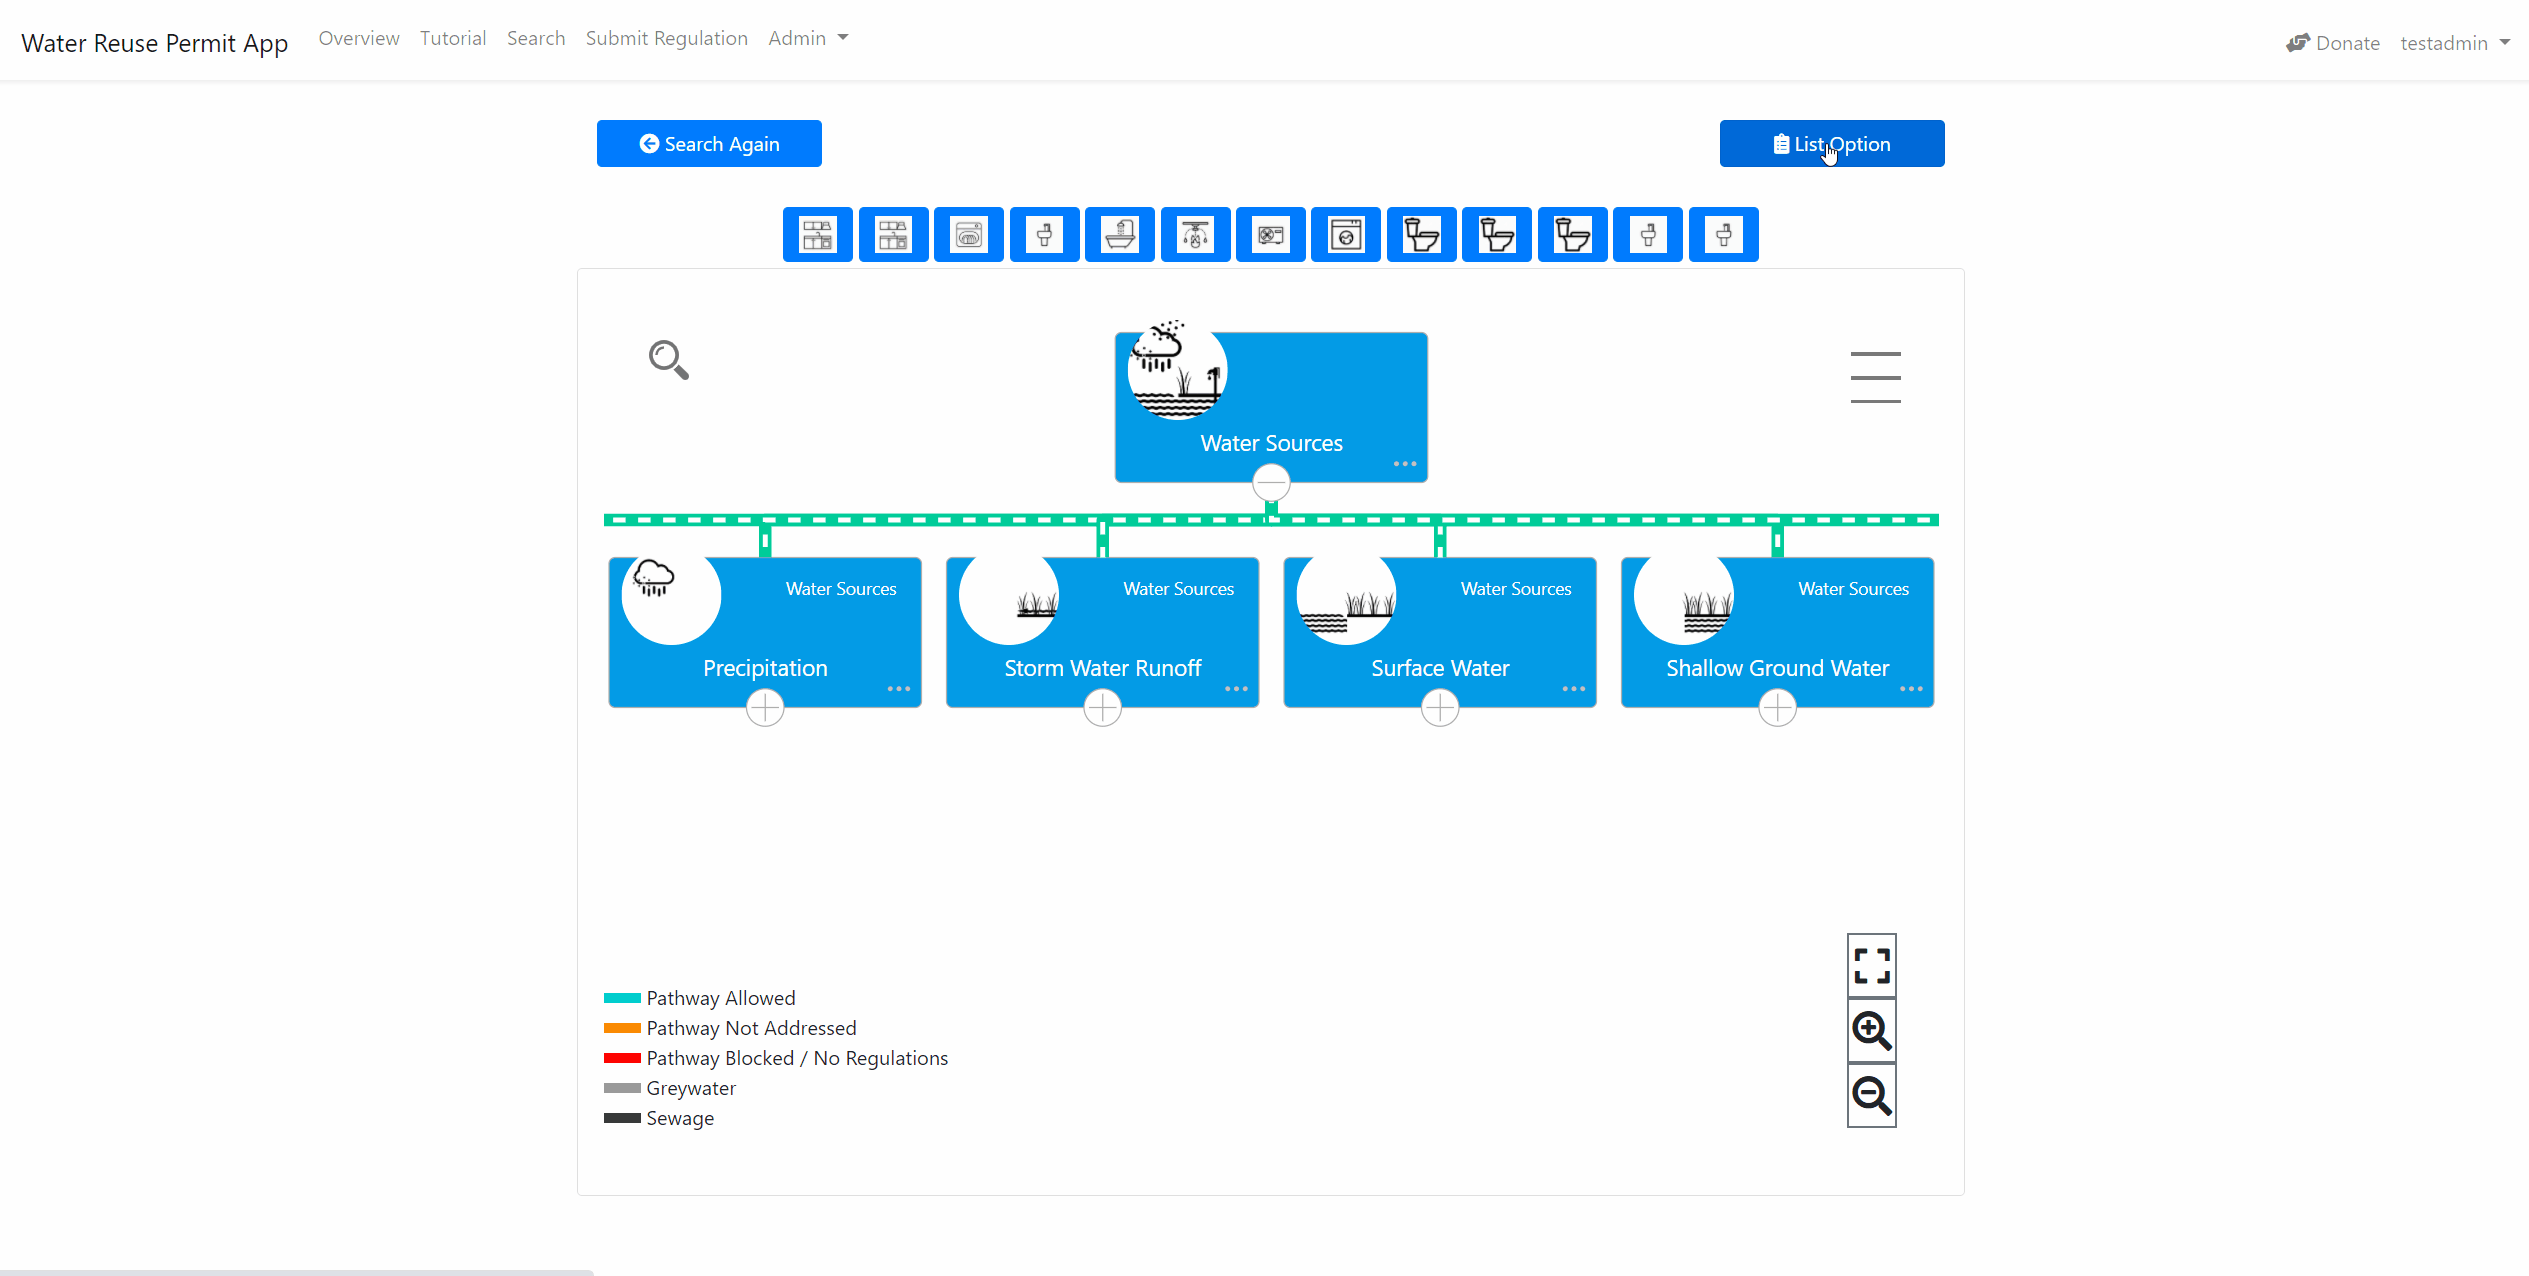 Water Reuse Permit App Overview Tutorial Search Submit Regulation Admin Donate testadmin
Search Again List Option
Water Sources
Water Sources Water Sources Water Sources Water Sources
Precipitation Storm Water Runoff Surface Water Shallow Ground Water
Pathway Allowed
Pathway Not Addressed
Pathway Blocked / No Regulations
Greywater
Sewage